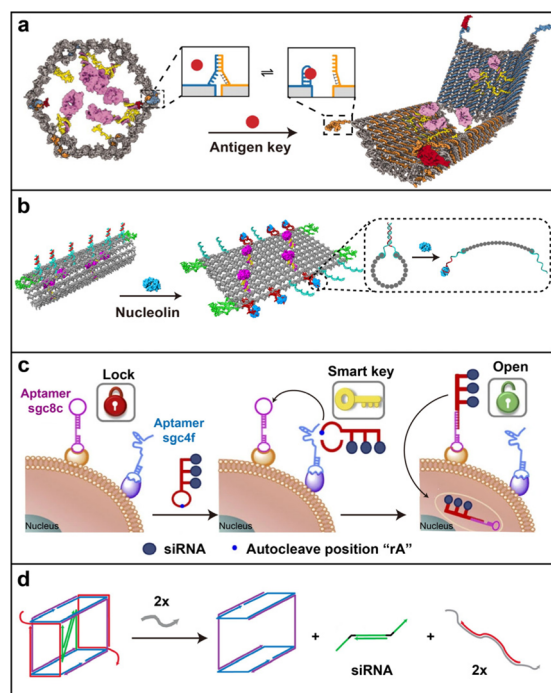 a
⇌
Antigen key
b
Nucleolin
c
Lock
Smart key
Open
Aptamer
sgc8c
Aptamer
sgc4f
Nucleus
Nucleus
Nucleus
siRNA
Autocleave position “rA”
d
2x
+
+
siRNA
2x